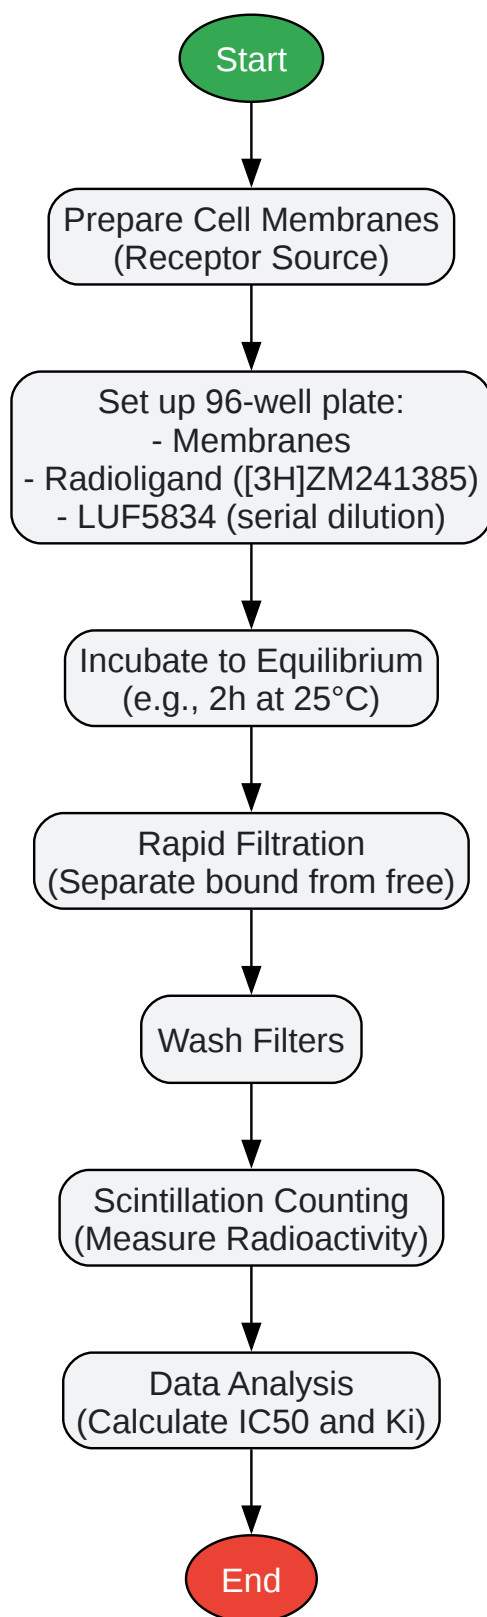 Start
Prepare Cell Membranes
(Receptor Source)
Set up 96-well plate:
- Membranes
- Radioligand ([3H]ZM241385)
- LUF5834 (serial dilution)
Incubate to Equilibrium
(e.g., 2h at 25°C)
Rapid Filtration
(Separate bound from free)
Wash Filters
Scintillation Counting
(Measure Radioactivity)
Data Analysis
(Calculate IC50 and Ki)
End